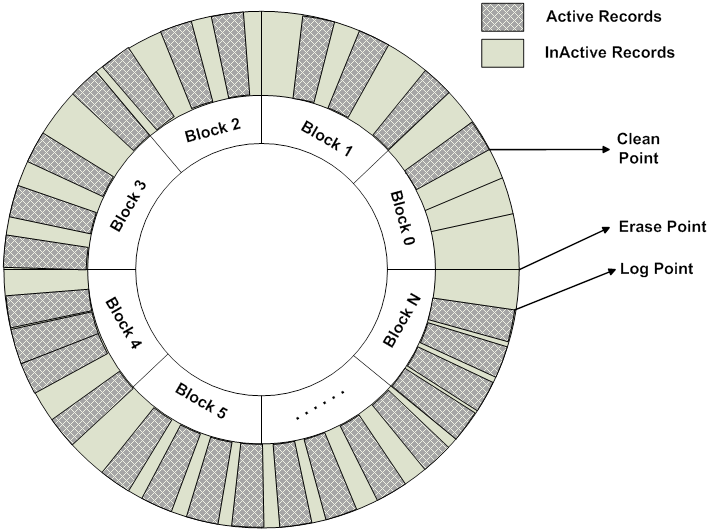 Active Records
InActive Records
Clean
Point
Erase Point
Log Point
Block 2
Block 1
Block 3
Block 0
Block 4
Block N
Block 5
. . . . . .